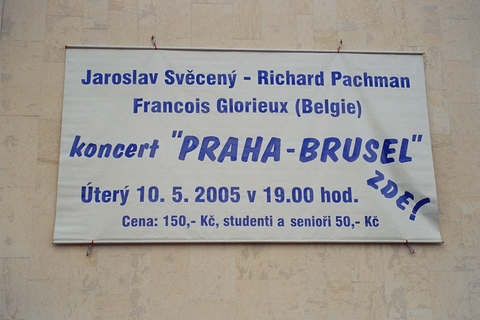 Jaroslav Svěcený - Richard Pachman
Francois Glorieux (Belgie)
koncert "PRAHA-BRUSEL"
ZDE!
Úterý 10. 5. 2005 v 19.00 hod.
Cena: 150,- Kč, studenti a senioři 50,- Kč